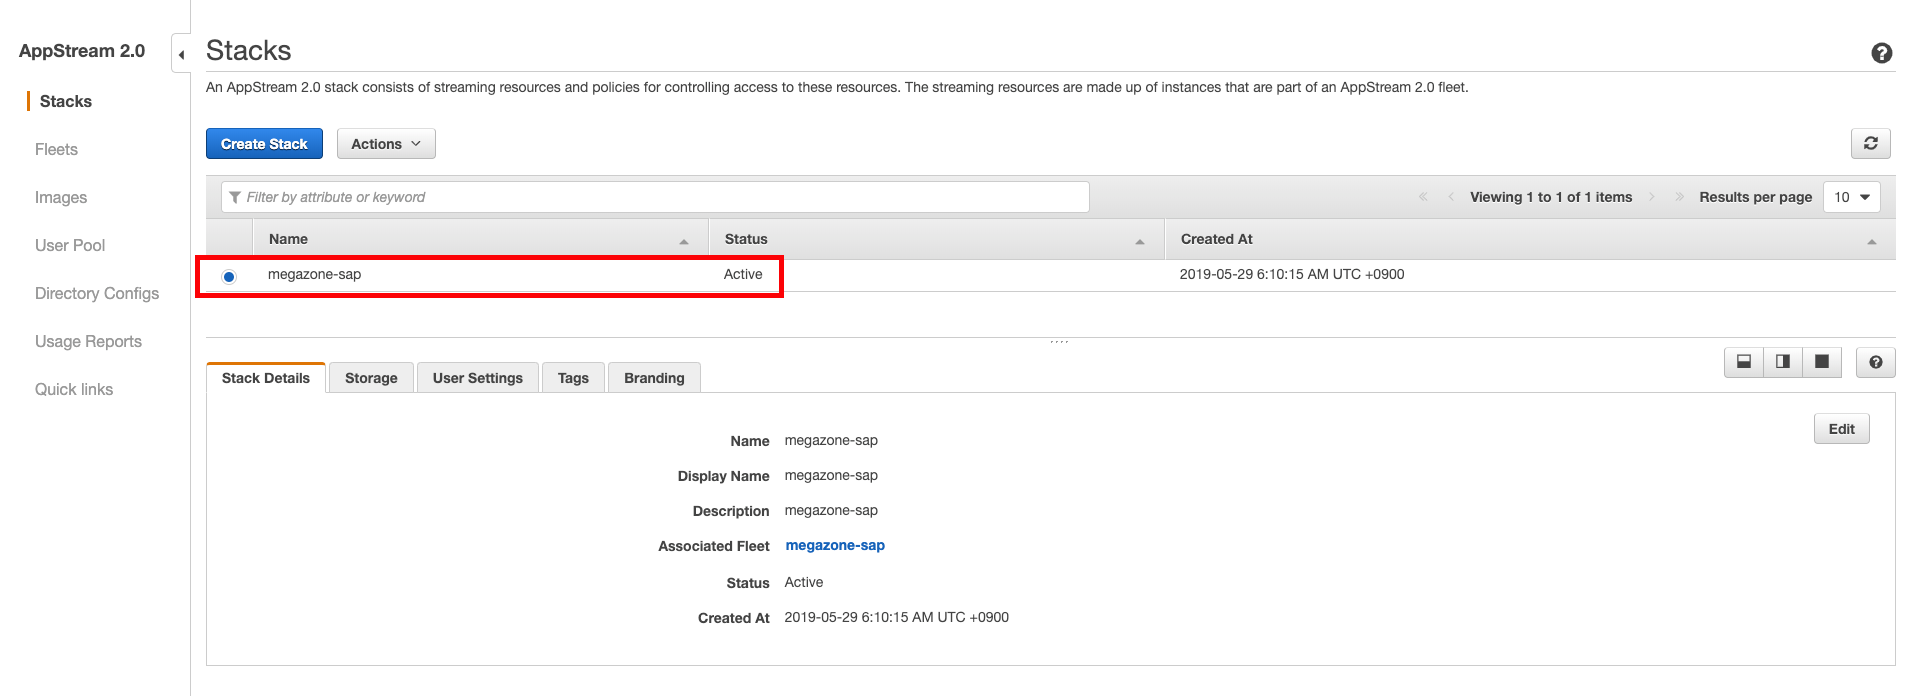 AppStream 2.0
Stacks
Fleets
Images
User Pool
Directory Configs
Usage Reports
Quick links
Stacks
An AppStream 2.0 stack consists of streaming resources and policies for controlling access to these resources. The streaming resources are made up of instances that are part of an AppStream 2.0 fleet.
Create Stack Actions
Filter by attribute or keyword Viewing 1 to 1 of 1 items Results per page 10
Name Status Created At
megazone-sap Active 2019-05-29 6:10:15 AM UTC +0900
Stack Details Storage User Settings Tags Branding
Edit
Name megazone-sap
Display Name megazone-sap
Description megazone-sap
Associated Fleet megazone-sap
Status Active
Created At 2019-05-29 6:10:15 AM UTC +0900